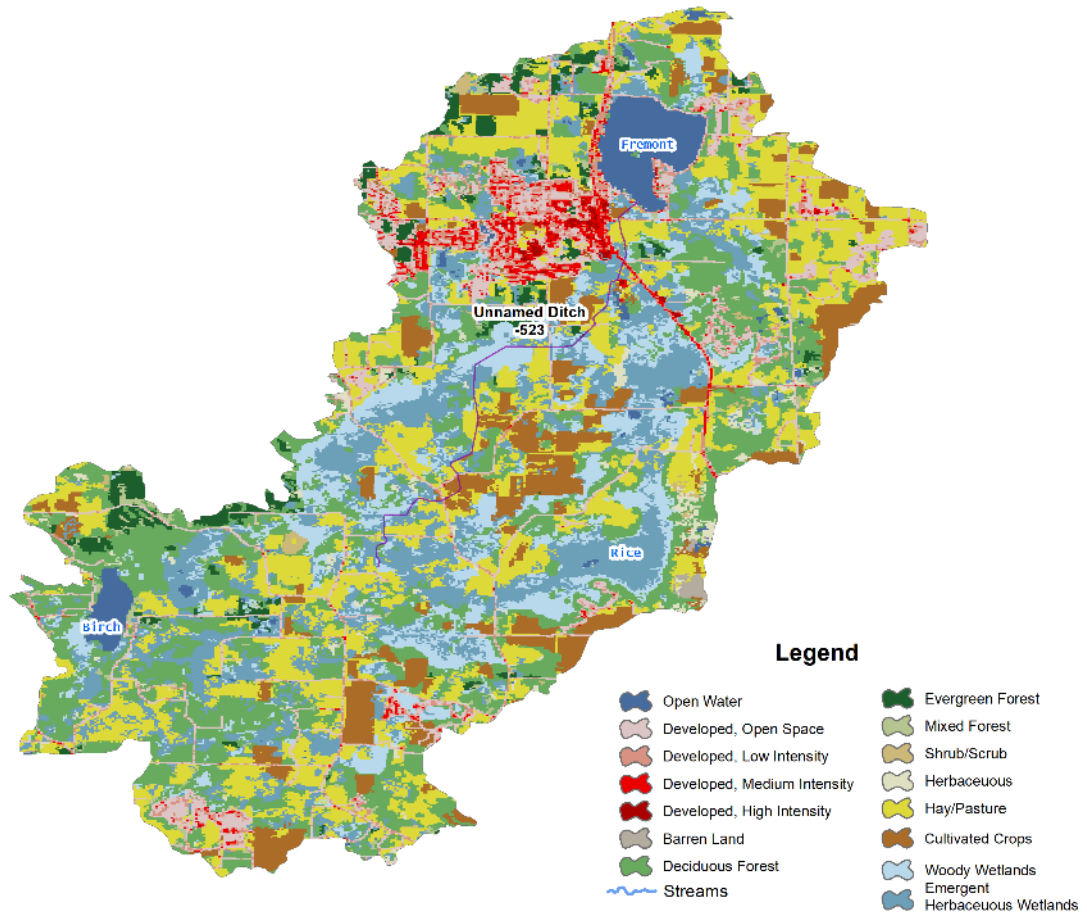 Fremont
Unnamed Ditch
-523
Rice
Birch
Legend
Open Water
Developed, Open Space
Developed, Low Intensity
Developed, Medium Intensity
Developed, High Intensity
Barren Land
Deciduous Forest
Streams
Evergreen Forest
Mixed Forest
Shrub/Scrub
Herbaceuous
Hay/Pasture
Cultivated Crops
Woody Wetlands
Emergent
Herbaceuous Wetlands